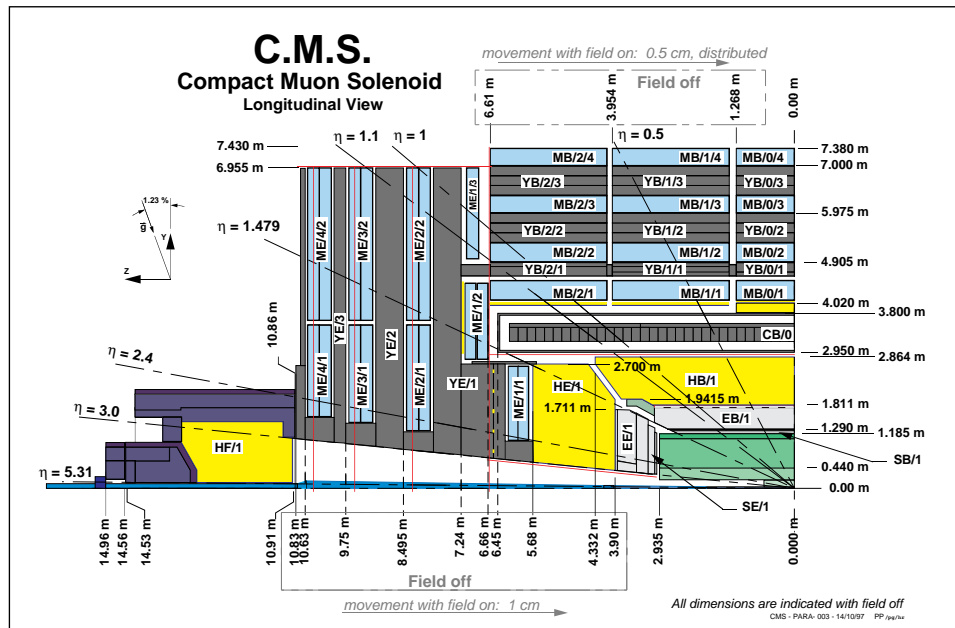 C.M.S.
Compact Muon Solenoid
Longitudinal View
movement with field on: 0.5 cm, distributed
Field off
6.61 m
3.954 m
1.268 m
0.00 m
η = 1.1
η = 1
η = 0.5
7.430 m
6.955 m
7.380 m
7.000 m
5.975 m
4.905 m
4.020 m
3.800 m
2.950 m
2.864 m
1.811 m
1.290 m
1.185 m
0.440 m
0.00 m
MB/2/4
MB/1/4
MB/0/4
YB/2/3
YB/1/3
YB/0/3
MB/2/3
MB/1/3
MB/0/3
YB/2/2
YB/1/2
YB/0/2
MB/2/2
MB/1/2
MB/0/2
YB/2/1
YB/1/1
YB/0/1
MB/2/1
MB/1/1
MB/0/1
CB/0
ME/1/3
ME/4/2
ME/3/2
ME/2/2
ME/1/2
YE/3
YE/2
YE/1
ME/4/1
ME/3/1
ME/2/1
ME/1/1
1.23 %
g
Y
Z
η = 1.479
10.86 m
η = 2.4
η = 3.0
η = 5.31
HF/1
HE/1
2.700 m
HB/1
1.9415 m
1.711 m
EB/1
EE/1
SB/1
SE/1
14.96 m
14.56 m
14.53 m
10.91 m
10.83 m
10.63 m
9.75 m
8.495 m
7.24 m
6.66 m
6.45 m
5.68 m
4.332 m
3.90 m
2.935 m
0.000 m
Field off
movement with field on: 1 cm
All dimensions are indicated with field off
CMS - PARA- 003 - 14/10/97 PP